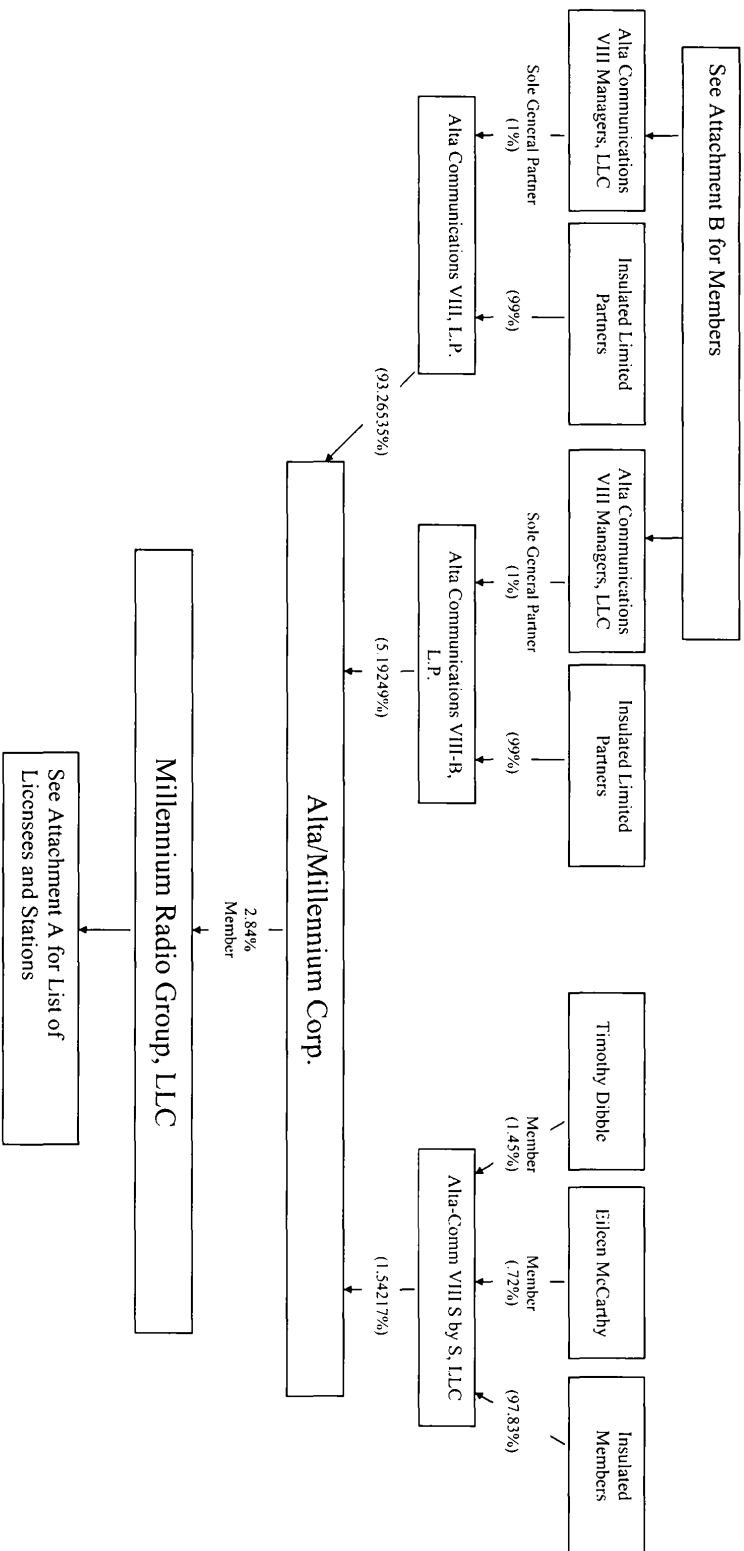 See Attachment B for Members
Alta Communications
VIII Managers, LLC
Insulated Limited
Partners
Alta Communications
VIII Managers, LLC
Insulated Limited
Partners
Timothy Dibble
Eileen McCarthy
Insulated
Members
Sole General Partner
(1%)
(99%)
Sole General Partner
(1%)
(99%)
Member
(1.45%)
Member
(.72%)
(97.83%)
Alta Communications VIII, L.P.
Alta Communications VIII-B,
L.P.
Alta-Comm VIII S by S, LLC
(93.26535%)
(5.19249%)
(1.54217%)
Alta/Millennium Corp.
2.84%
Member
Millennium Radio Group, LLC
See Attachment A for List of
Licensees and Stations